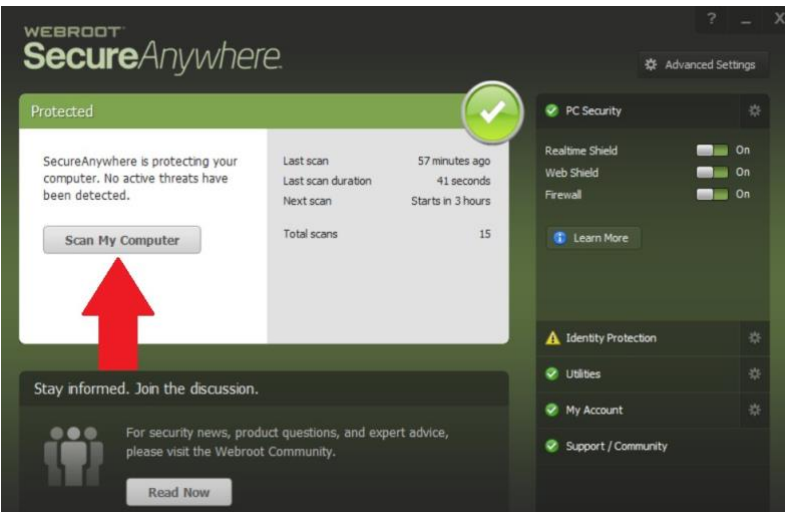 WEBROOT
SecureAnywhere.
? _ X
Advanced Settings
Protected
SecureAnywhere is protecting your
computer. No active threats have
been detected.
Scan My Computer
Last scan 57 minutes ago
Last scan duration 41 seconds
Next scan Starts in 3 hours
Total scans 15
PC Security
Realtime Shield On
Web Shield On
Firewall On
Learn More
Identity Protection
Utilities
My Account
Support / Community
Stay informed. Join the discussion.
For security news, product questions, and expert advice,
please visit the Webroot Community.
Read Now